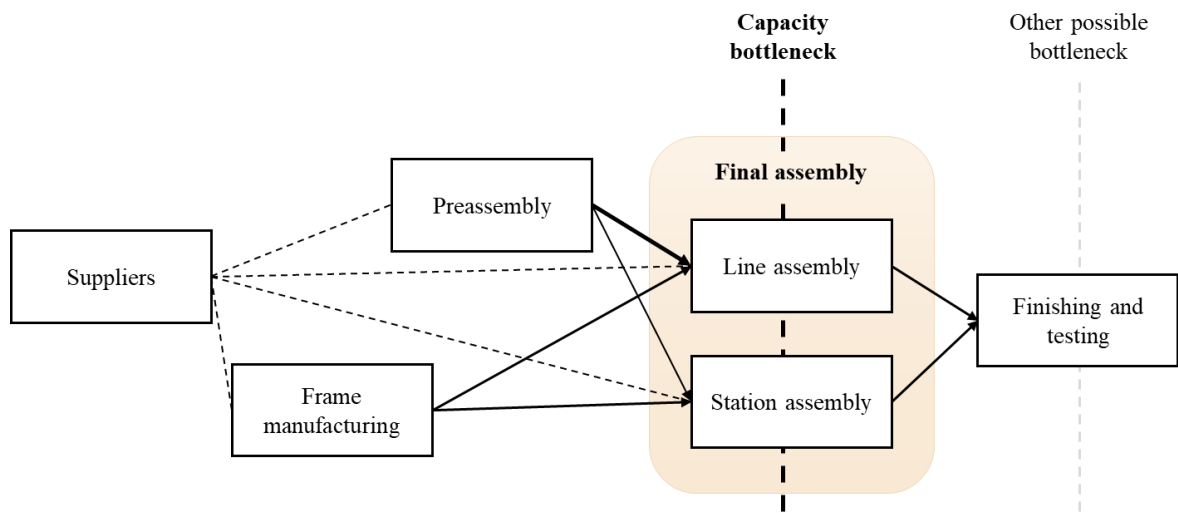 Capacity
bottleneck
Other possible
bottleneck
Final assembly
Preassembly
Suppliers
Line assembly
Finishing and
testing
Frame
manufacturing
Station assembly